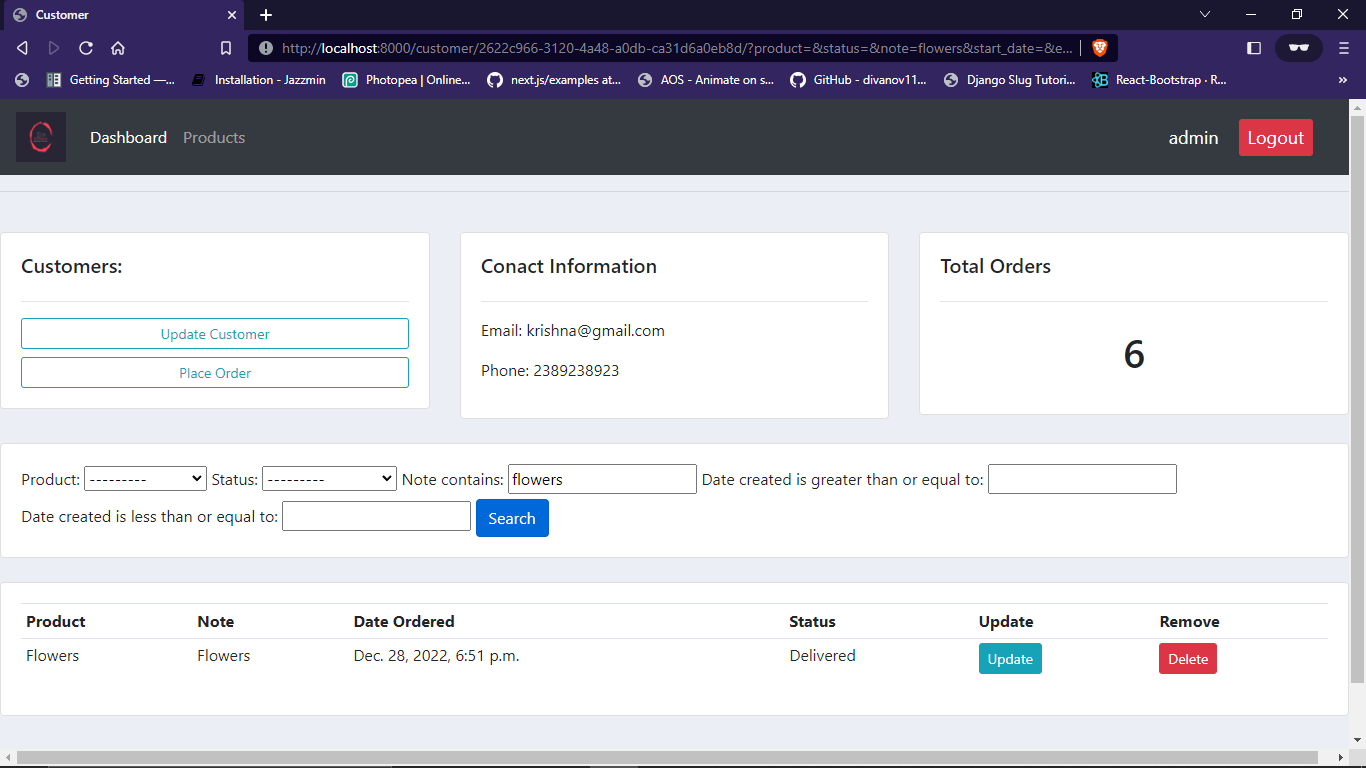 Customer
http://localhost:8000/customer/2622c966-3120-4a48-a0db-ca31d6a0eb8d/?product=&status=&note=flowers&start_date=&e...
Getting Started —... Installation - Jazzmin Photopea | Online... next.js/examples at... AOS - Animate on s... GitHub - divanov11... Django Slug Tutori... React-Bootstrap · R...
Dashboard Products admin Logout
Customers:
Update Customer
Place Order
Conact Information
Email: krishna@gmail.com
Phone: 2389238923
Total Orders
6
Product: --------- Status: --------- Note contains: flowers Date created is greater than or equal to:
Date created is less than or equal to: Search
Product Note Date Ordered Status Update Remove
Flowers Flowers Dec. 28, 2022, 6:51 p.m. Delivered Update Delete